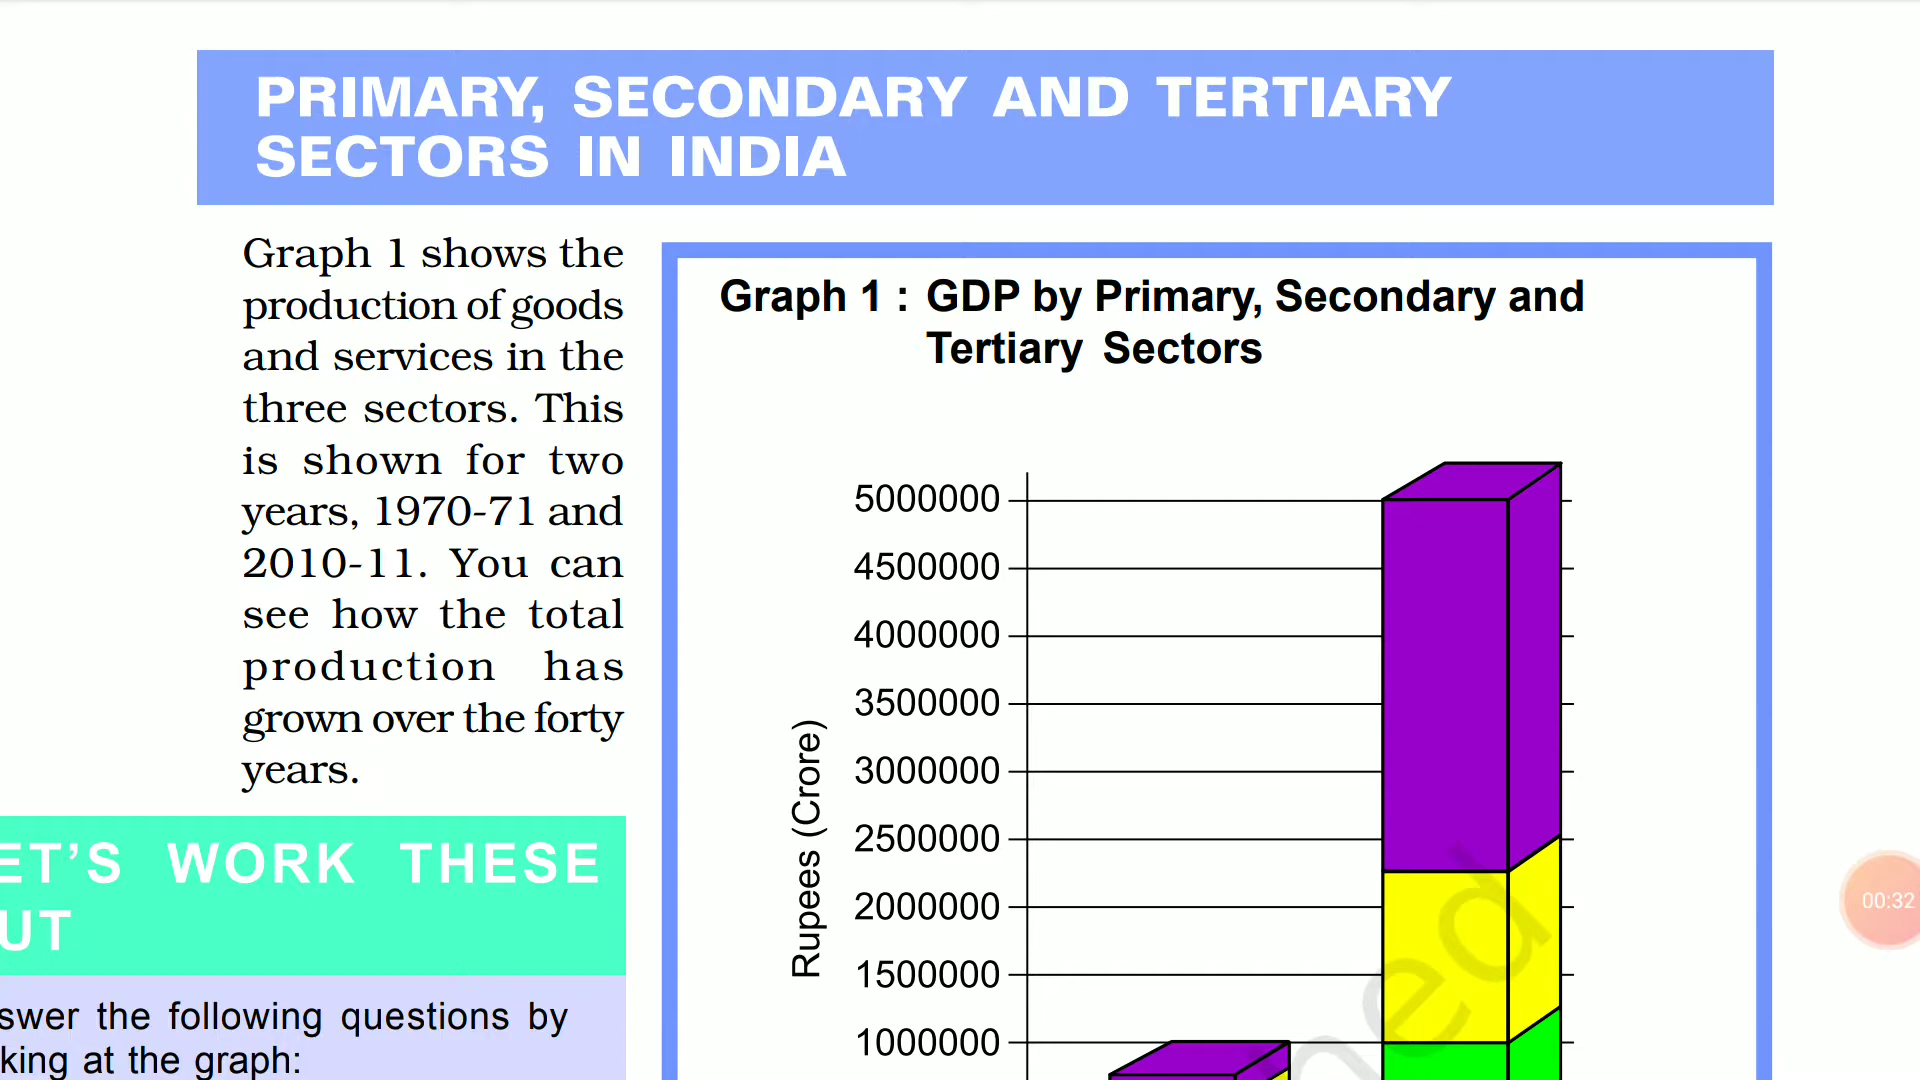 PRIMARY, SECONDARY AND TERTIARY
SECTORS IN INDIA
Graph 1 shows the
production of goods
and services in the
three sectors. This
is shown for two
years, 1970-71 and
2010-11. You can
see how the total
production has
grown over the forty
years.
ET’S WORK THESE
UT
swer the following questions by
king at the graph:
Graph 1 : GDP by Primary, Secondary and
Tertiary Sectors
Rupees (Crore)
5000000
4500000
4000000
3500000
3000000
2500000
2000000
1500000
1000000
ned
00:32